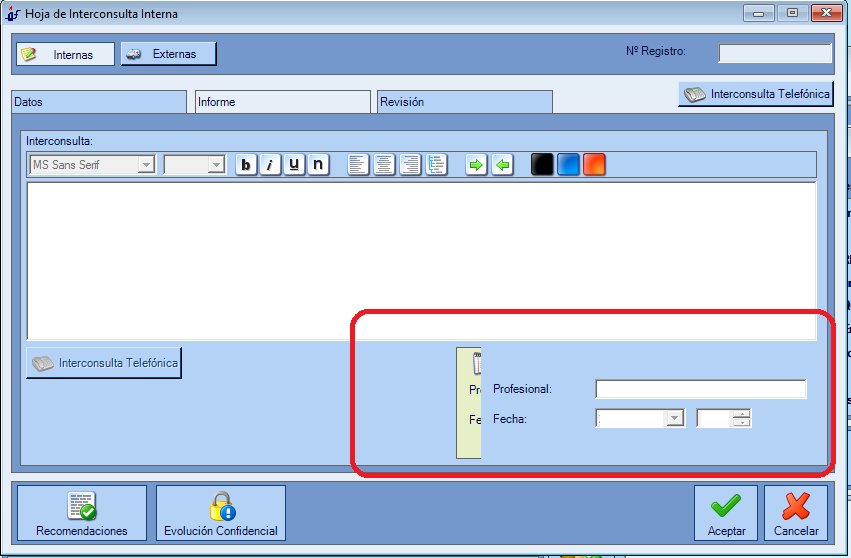 Hoja de Interconsulta Interna
Internas Externas Nº Registro:
Interconsulta Telefónica
Datos Informe Revisión
Interconsulta:
MS Sans Serif b i u n
Interconsulta Telefónica
Pr Profesional:
Fe Fecha:
Recomendaciones Evolución Confidencial Aceptar Cancelar